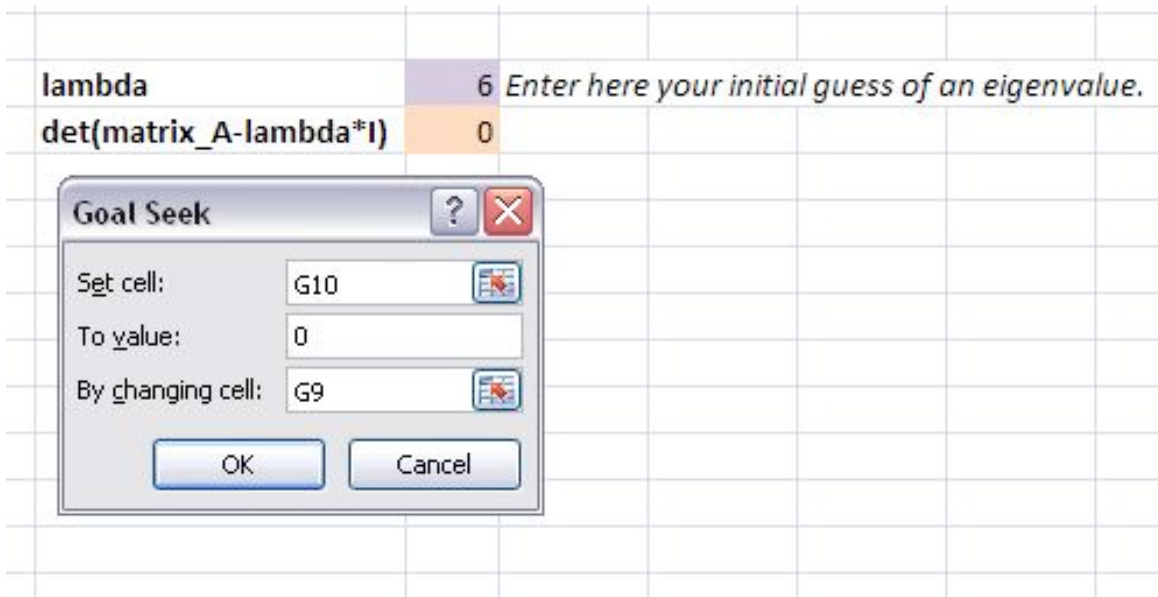 lambda 6 Enter here your initial guess of an eigenvalue.
det(matrix_A-lambda*I) 0
Goal Seek ?
Set cell: G10
To value: 0
By changing cell: G9
OK Cancel